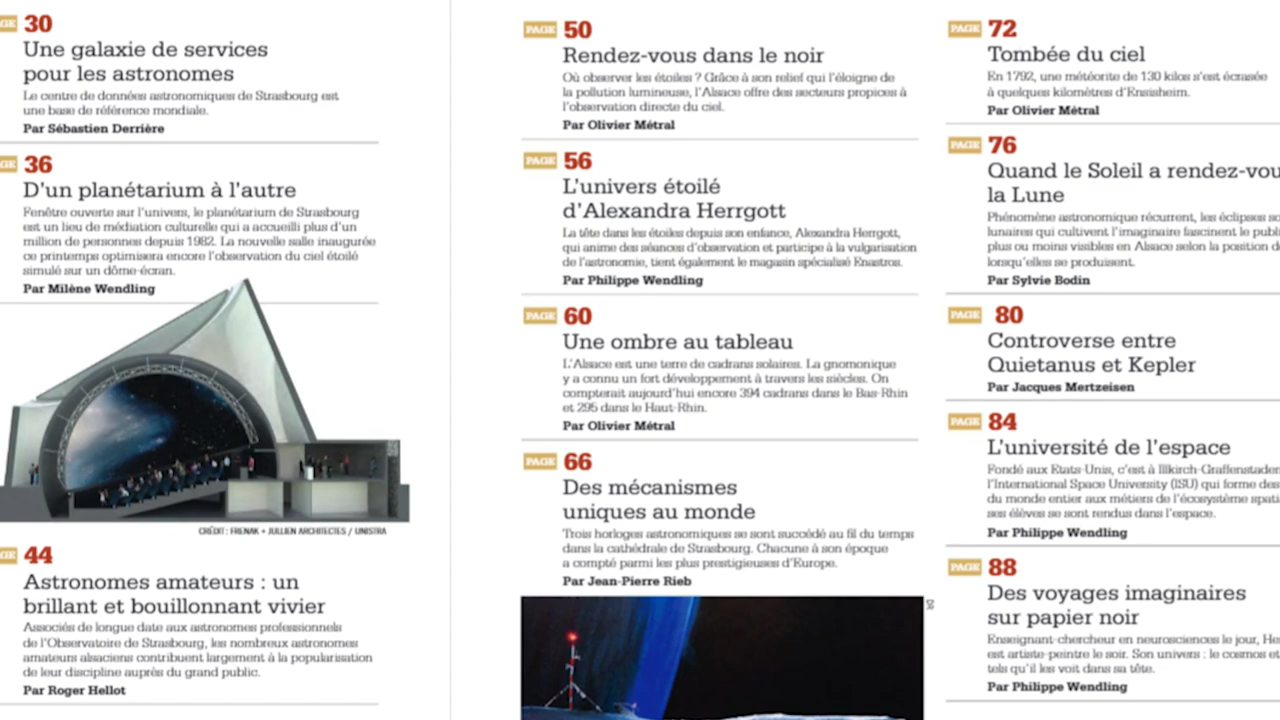 30
Une galaxie de services
pour les astronomes
Le centre de données astronomiques de Strasbourg est
une base de référence mondiale.
Par Sébastien Derrière
36
D'un planétarium à l'autre
Fenêtre ouverte sur l'univers, le planétarium de Strasbourg
est un lieu de médiation culturelle qui a accueilli plus d'un
million de personnes depuis 1982. La nouvelle salle inaugurée
ce printemps optimisera encore l'observation du ciel étoilé
simulé sur un dôme-écran.
Par Milène Wendling
CRÉDIT : FRENAK + JULLIEN ARCHITECTES / UNISTRA
44
Astronomes amateurs : un
brillant et bouillonnant vivier
Associés de longue date aux astronomes professionnels
de l'Observatoire de Strasbourg, les nombreux astronomes
amateurs alsaciens contribuent largement à la popularisation
de leur discipline auprès du grand public.
Par Roger Hellot
PAGE 50
Rendez-vous dans le noir
Où observer les étoiles ? Grâce à son relief qui l'éloigne de
la pollution lumineuse, l'Alsace offre des secteurs propices à
l'observation directe du ciel.
Par Olivier Métral
PAGE 56
L'univers étoilé
d'Alexandra Herrgott
La tête dans les étoiles depuis son enfance, Alexandra Herrgott,
qui anime des séances d'observation et participe à la vulgarisation
de l'astronomie, tient également le magasin spécialisé Enastros.
Par Philippe Wendling
PAGE 60
Une ombre au tableau
L'Alsace est une terre de cadrans solaires. La gnomonique
y a connu un fort développement à travers les siècles. On
compterait aujourd'hui encore 394 cadrans dans le Bas-Rhin
et 295 dans le Haut-Rhin.
Par Olivier Métral
PAGE 66
Des mécanismes
uniques au monde
Trois horloges astronomiques se sont succédé au fil du temps
dans la cathédrale de Strasbourg. Chacune à son époque
a compté parmi les plus prestigieuses d'Europe.
Par Jean-Pierre Rieb
DR
PAGE 72
Tombée du ciel
En 1792, une météorite de 130 kilos s'est écrasée
à quelques kilomètres d'Ensisheim.
Par Olivier Métral
PAGE 76
Quand le Soleil a rendez-vou
la Lune
Phénomène astronomique récurrent, les éclipses so
lunaires qui cultivent l'imaginaire fascinent le publi
plus ou moins visibles en Alsace selon la position d
lorsqu'elles se produisent.
Par Sylvie Bodin
PAGE 80
Controverse entre
Quietanus et Kepler
Par Jacques Mertzeisen
PAGE 84
L'université de l'espace
Fondé aux Etats-Unis, c'est à Illkirch-Graffenstaden
l'International Space University (ISU) qui forme des
du monde entier aux métiers de l'écosystème spati
ses élèves se sont rendus dans l'espace.
Par Philippe Wendling
PAGE 88
Des voyages imaginaires
sur papier noir
Enseignant-chercheur en neurosciences le jour, He
est artiste-peintre le soir. Son univers : le cosmos et
tels qu'il les voit dans sa tête.
Par Philippe Wendling